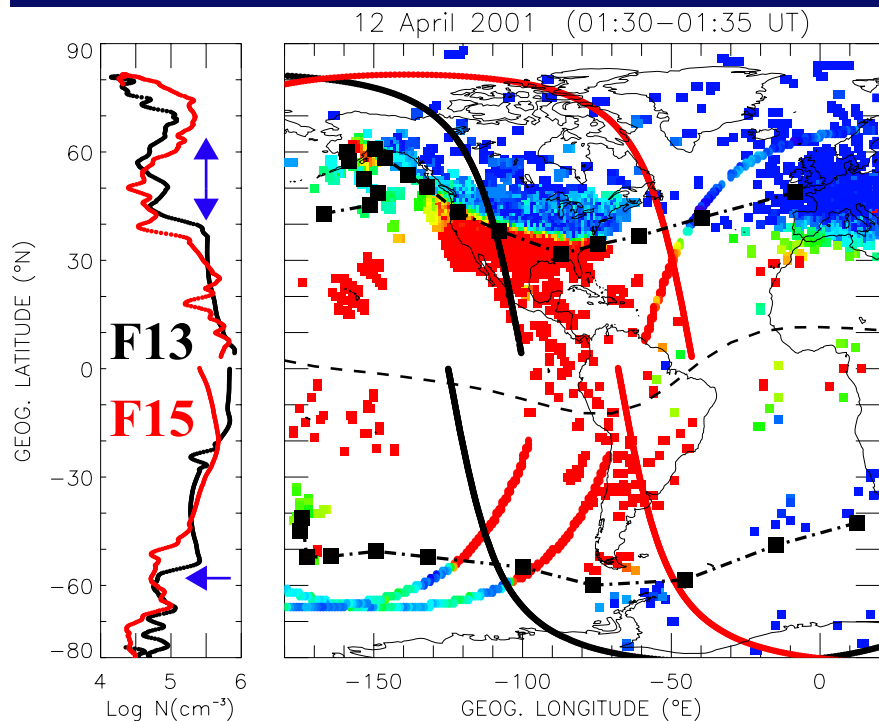 12 April 2001 (01:30−01:35 UT)
90
60
30
0
−30
−60
−80
GEOG. LATITUDE (°N)
F13
F15
4 5 6
Log N(cm⁻³)
−150 −100 −50 0
GEOG. LONGITUDE (°E)